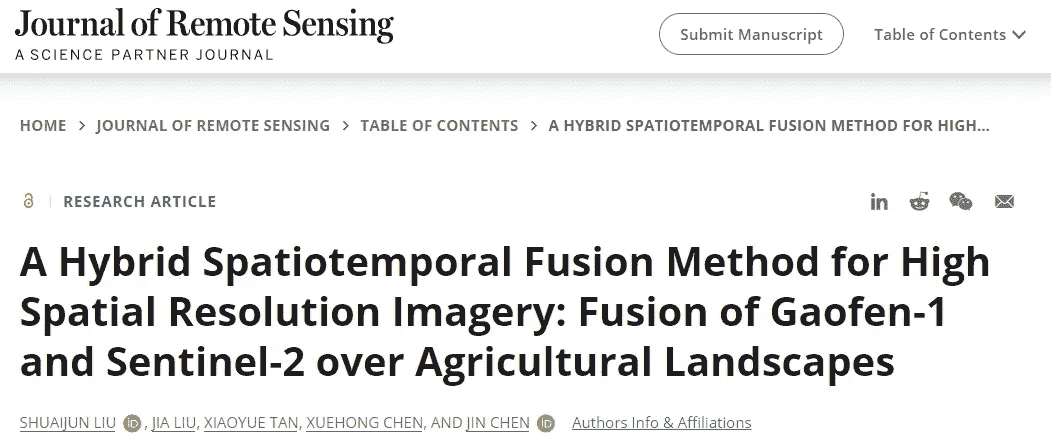 Journal of Remote Sensing
A SCIENCE PARTNER JOURNAL
Submit Manuscript
Table of Contents
HOME > JOURNAL OF REMOTE SENSING > TABLE OF CONTENTS > A HYBRID SPATIOTEMPORAL FUSION METHOD FOR HIGH...
RESEARCH ARTICLE
in
A Hybrid Spatiotemporal Fusion Method for High
Spatial Resolution Imagery: Fusion of Gaofen-1
and Sentinel-2 over Agricultural Landscapes
SHUAIJUN LIU iD, JIA LIU, XIAOYUE TAN, XUEHONG CHEN, AND JIN CHEN iD Authors Info & Affiliations